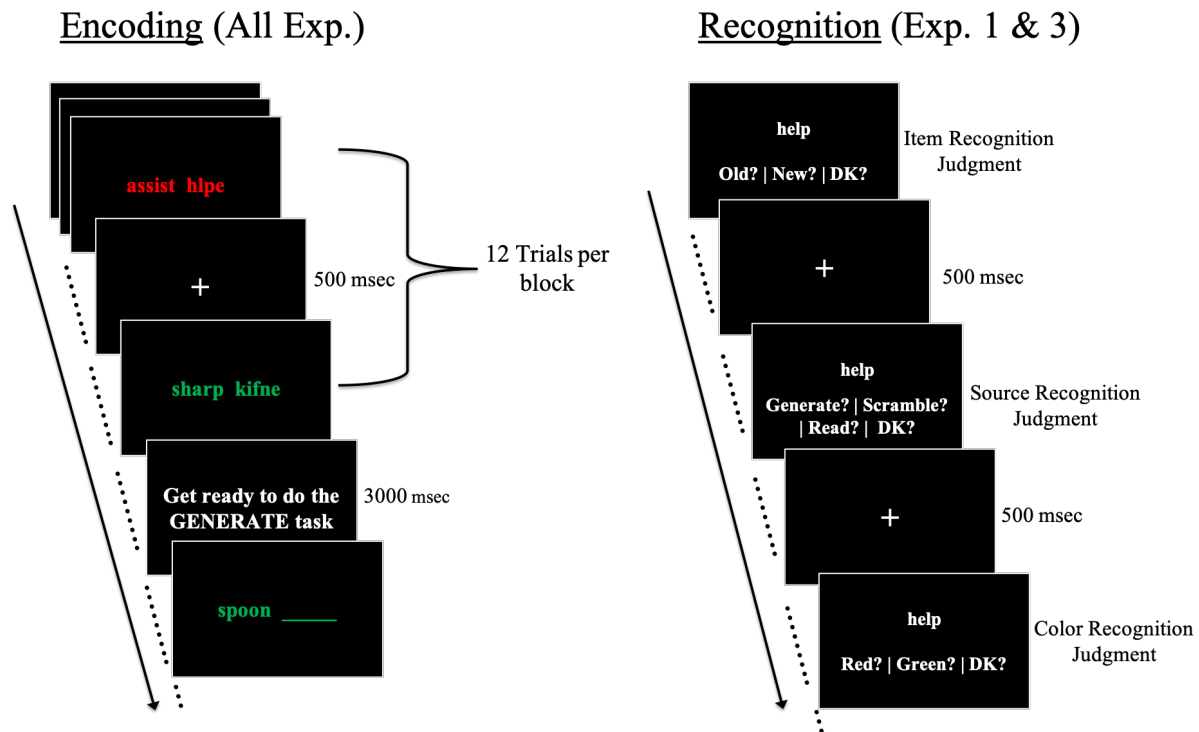 Encoding (All Exp.)
assist hlpe
+
500 msec
12 Trials per
block
sharp kifne
Get ready to do the
GENERATE task
3000 msec
spoon _____
Recognition (Exp. 1 & 3)
help
Old? | New? | DK?
Item Recognition
Judgment
+
500 msec
help
Generate? | Scramble?
| Read? | DK?
Source Recognition
Judgment
+
500 msec
help
Red? | Green? | DK?
Color Recognition
Judgment